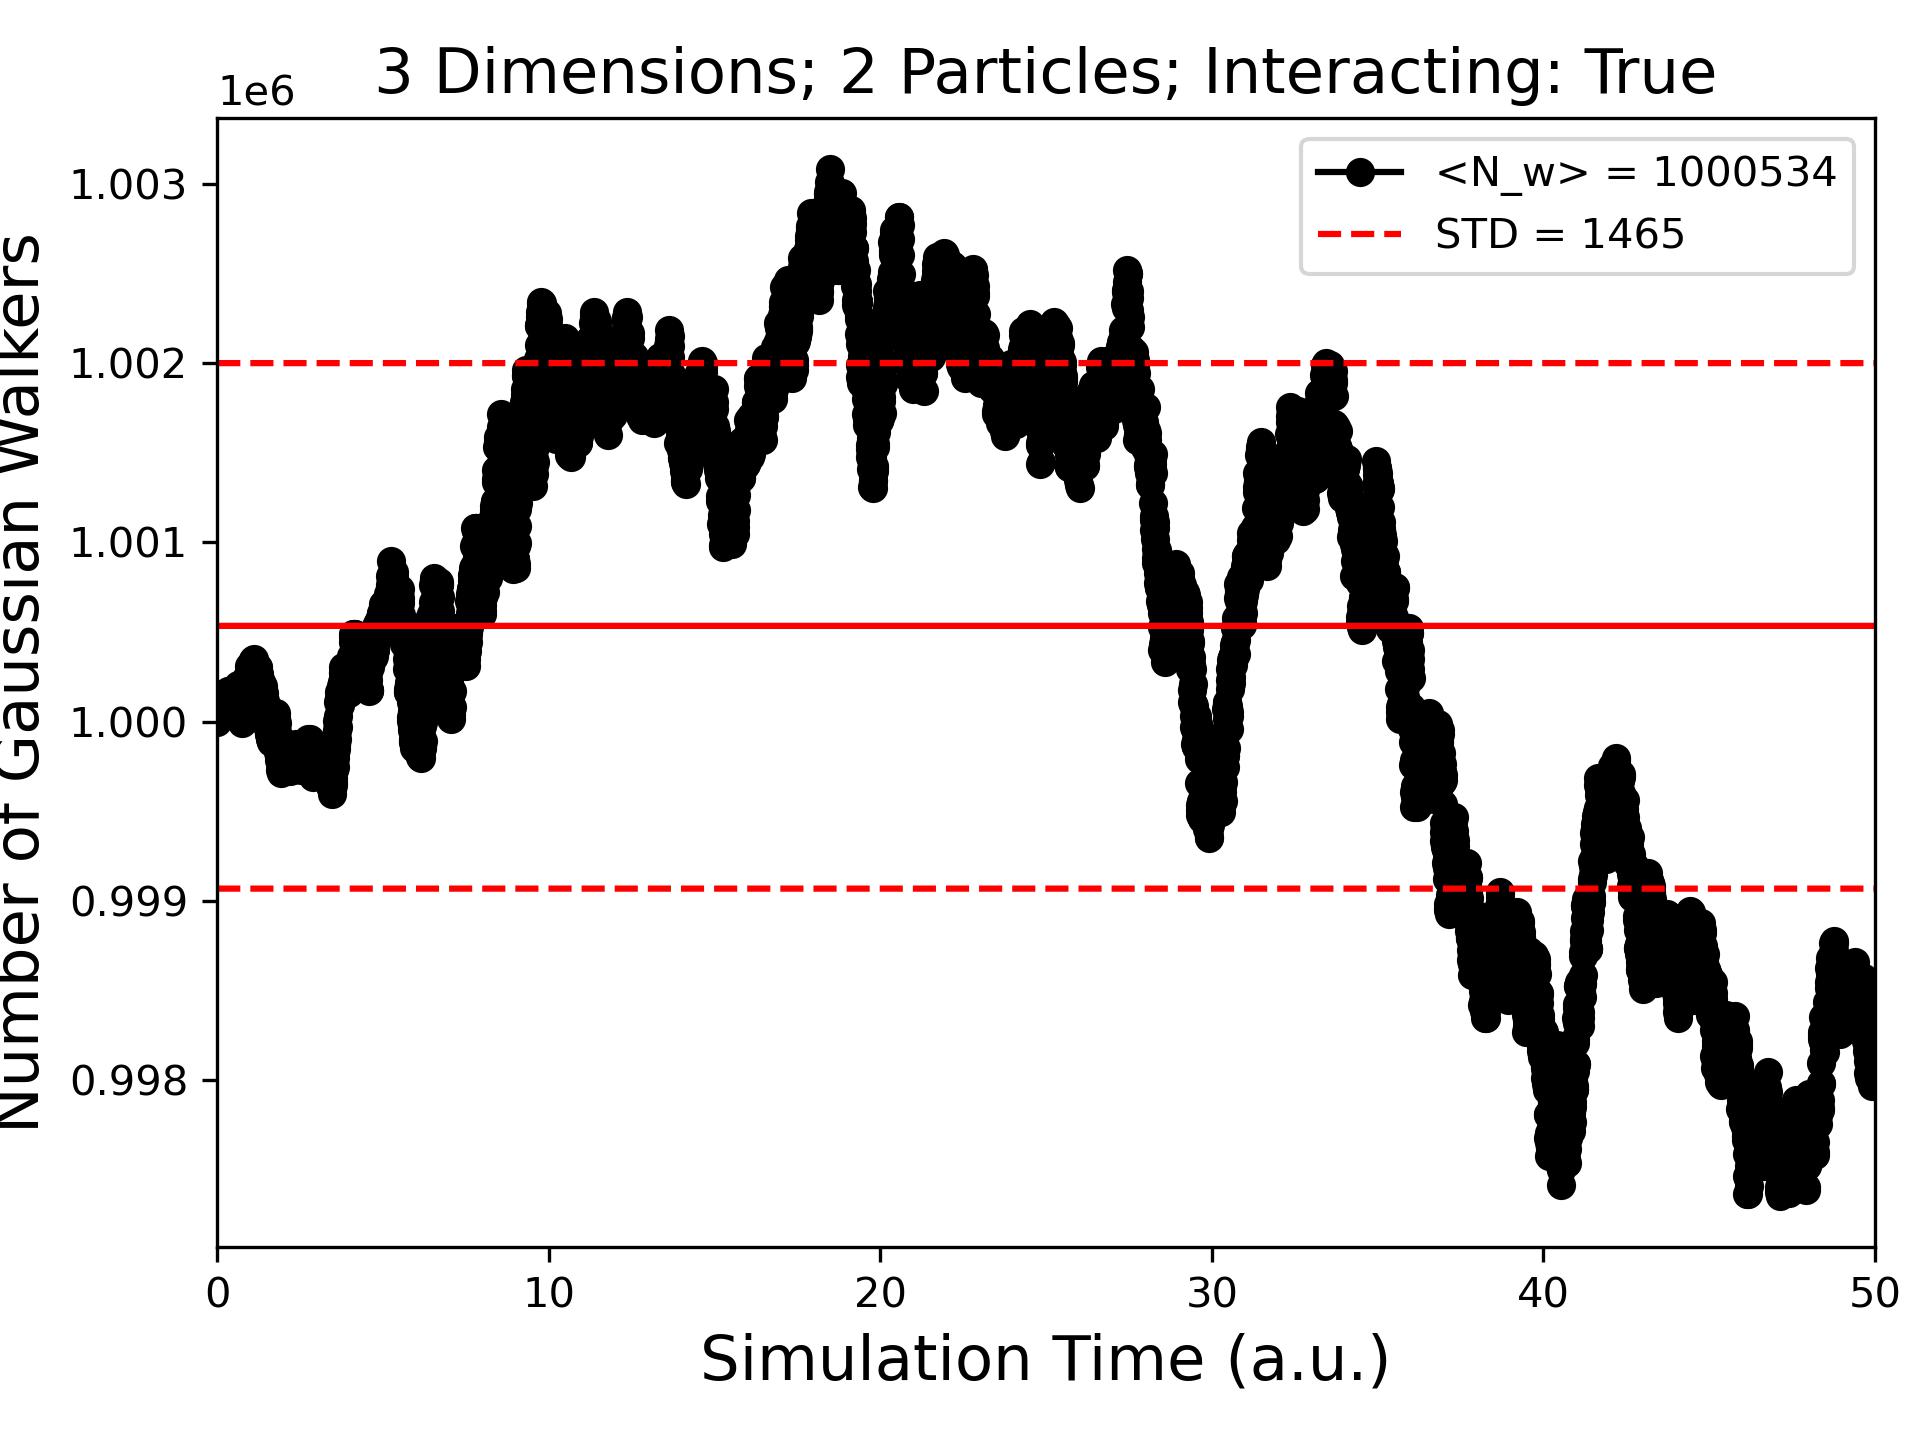 3 Dimensions; 2 Particles; Interacting: True
1e6
<N_w> = 1000534
STD = 1465
Number of Gaussian Walkers
1.003
1.002
1.001
1.000
0.999
0.998
0 10 20 30 40 50
Simulation Time (a.u.)